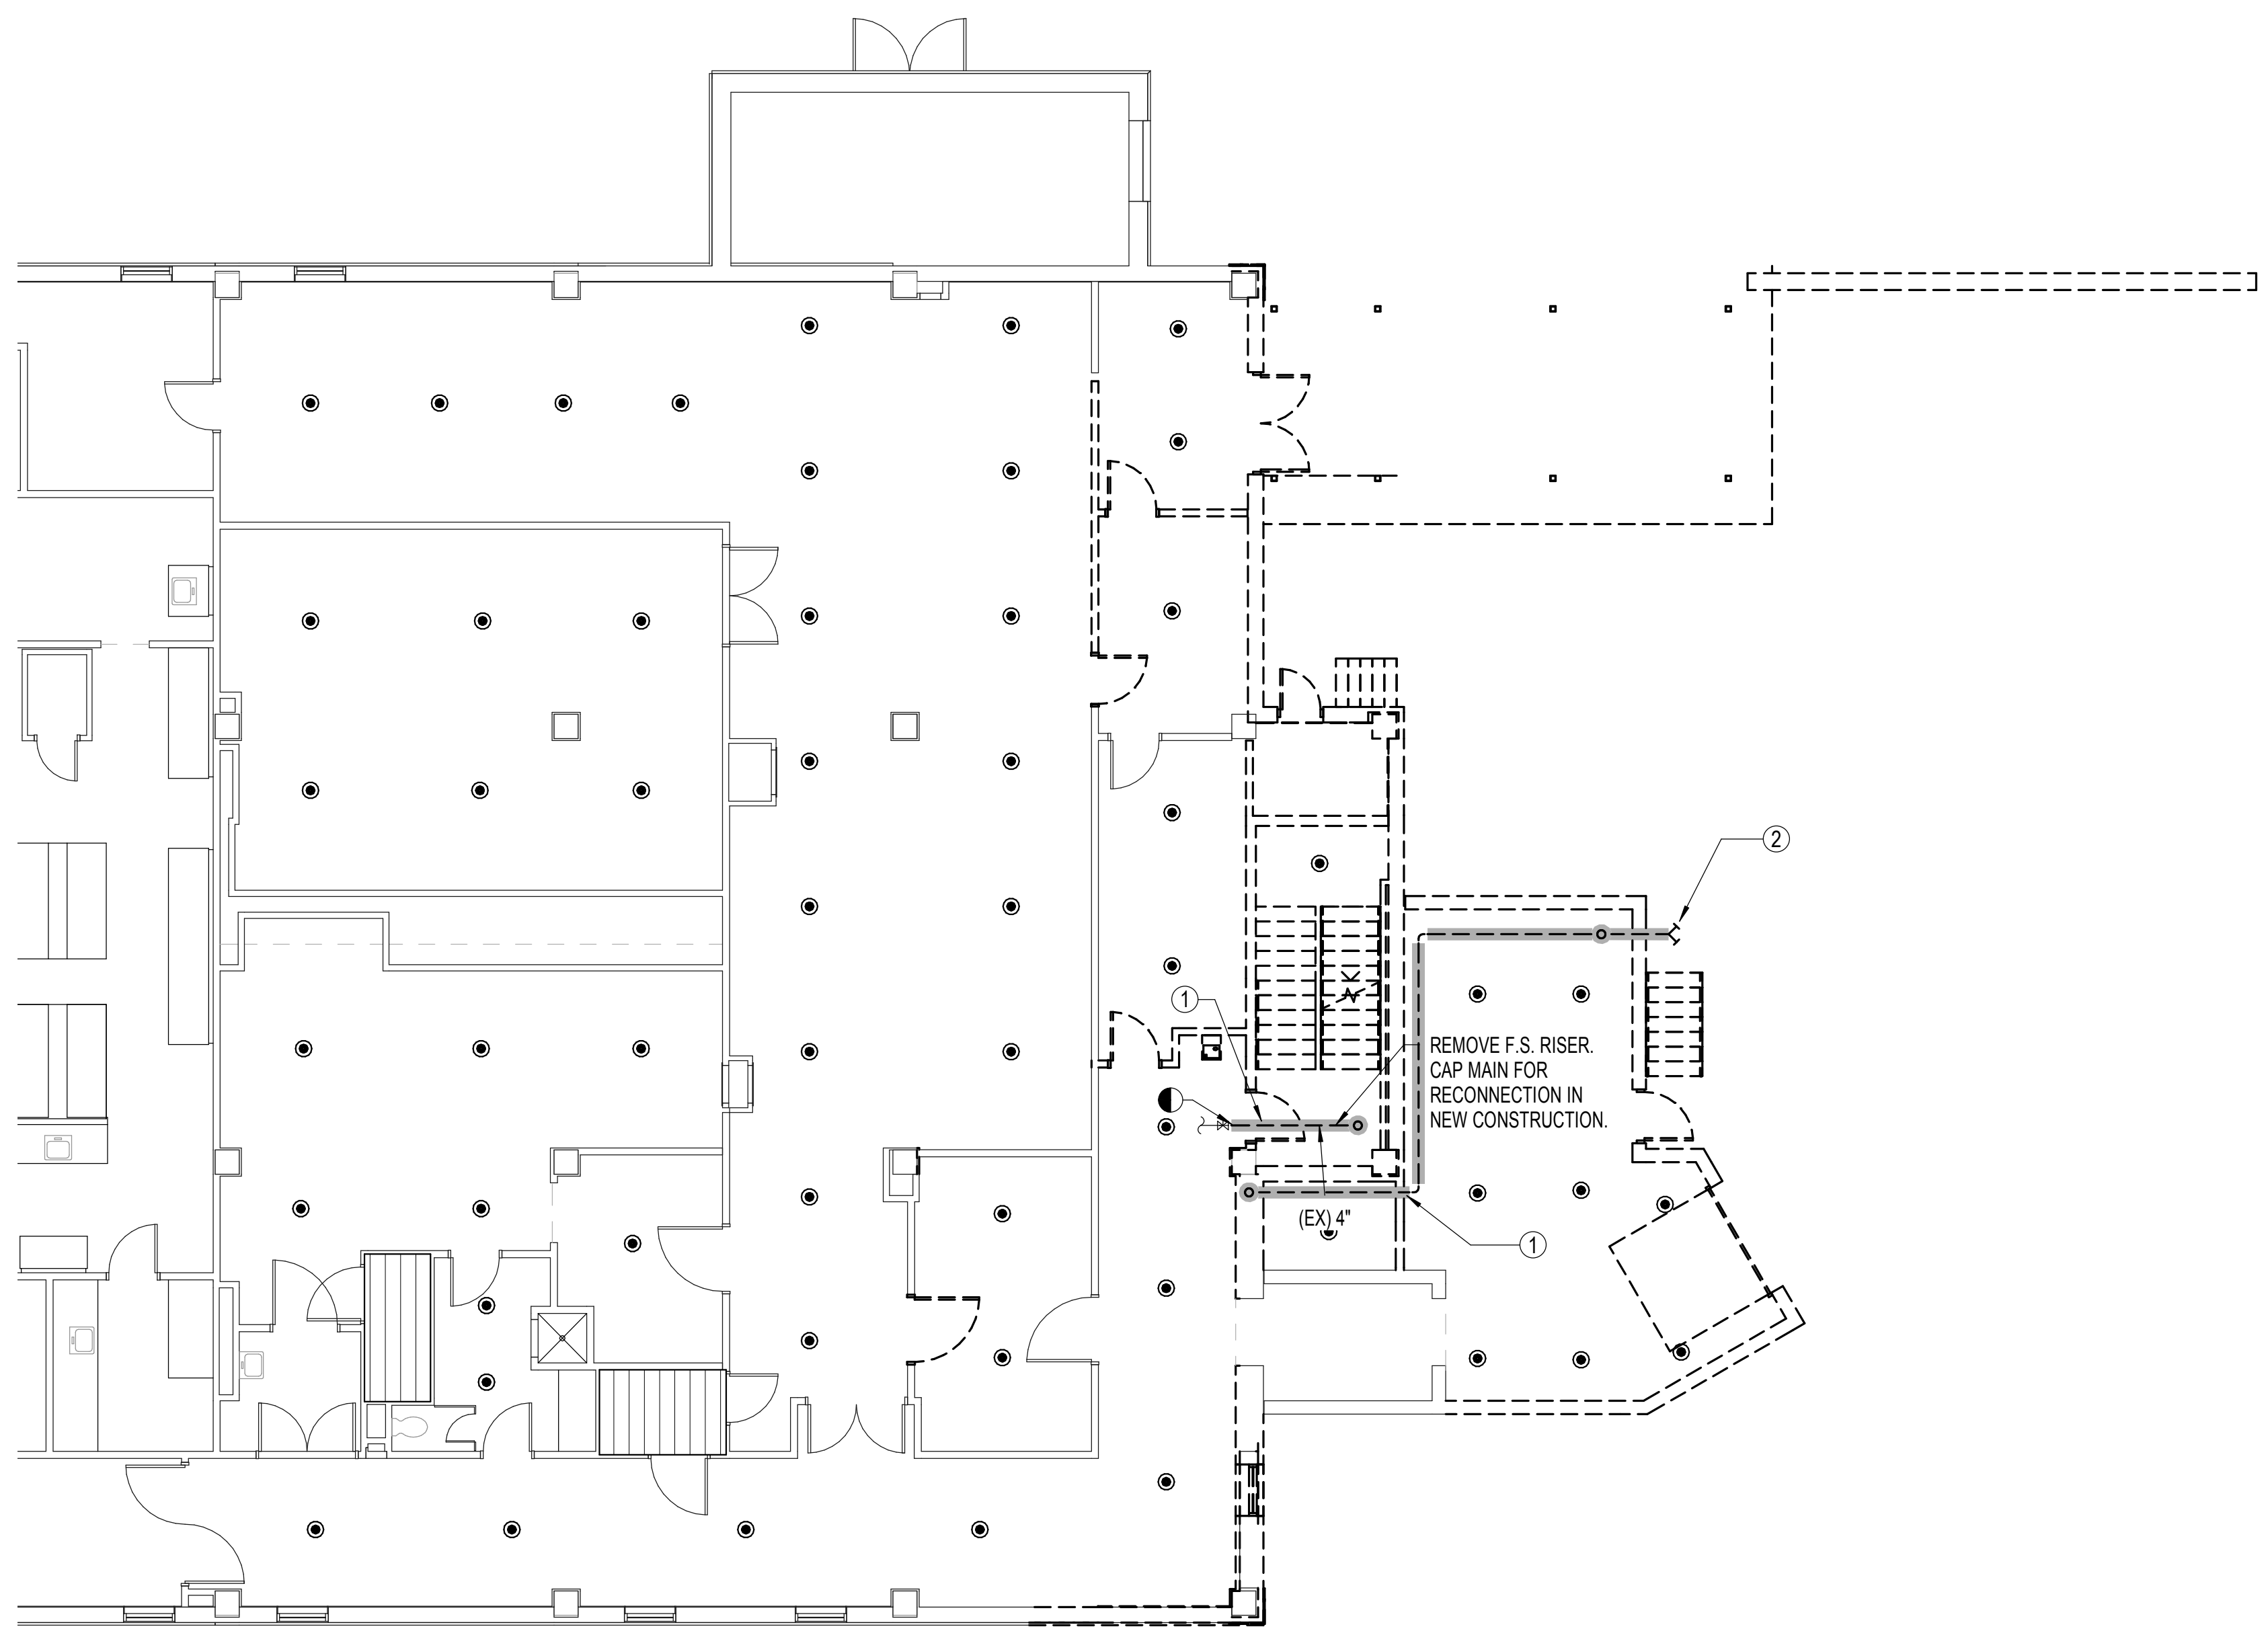 2
1
REMOVE F.S. RISER.
CAP MAIN FOR
RECONNECTION IN
NEW CONSTRUCTION.
(EX) 4"
1